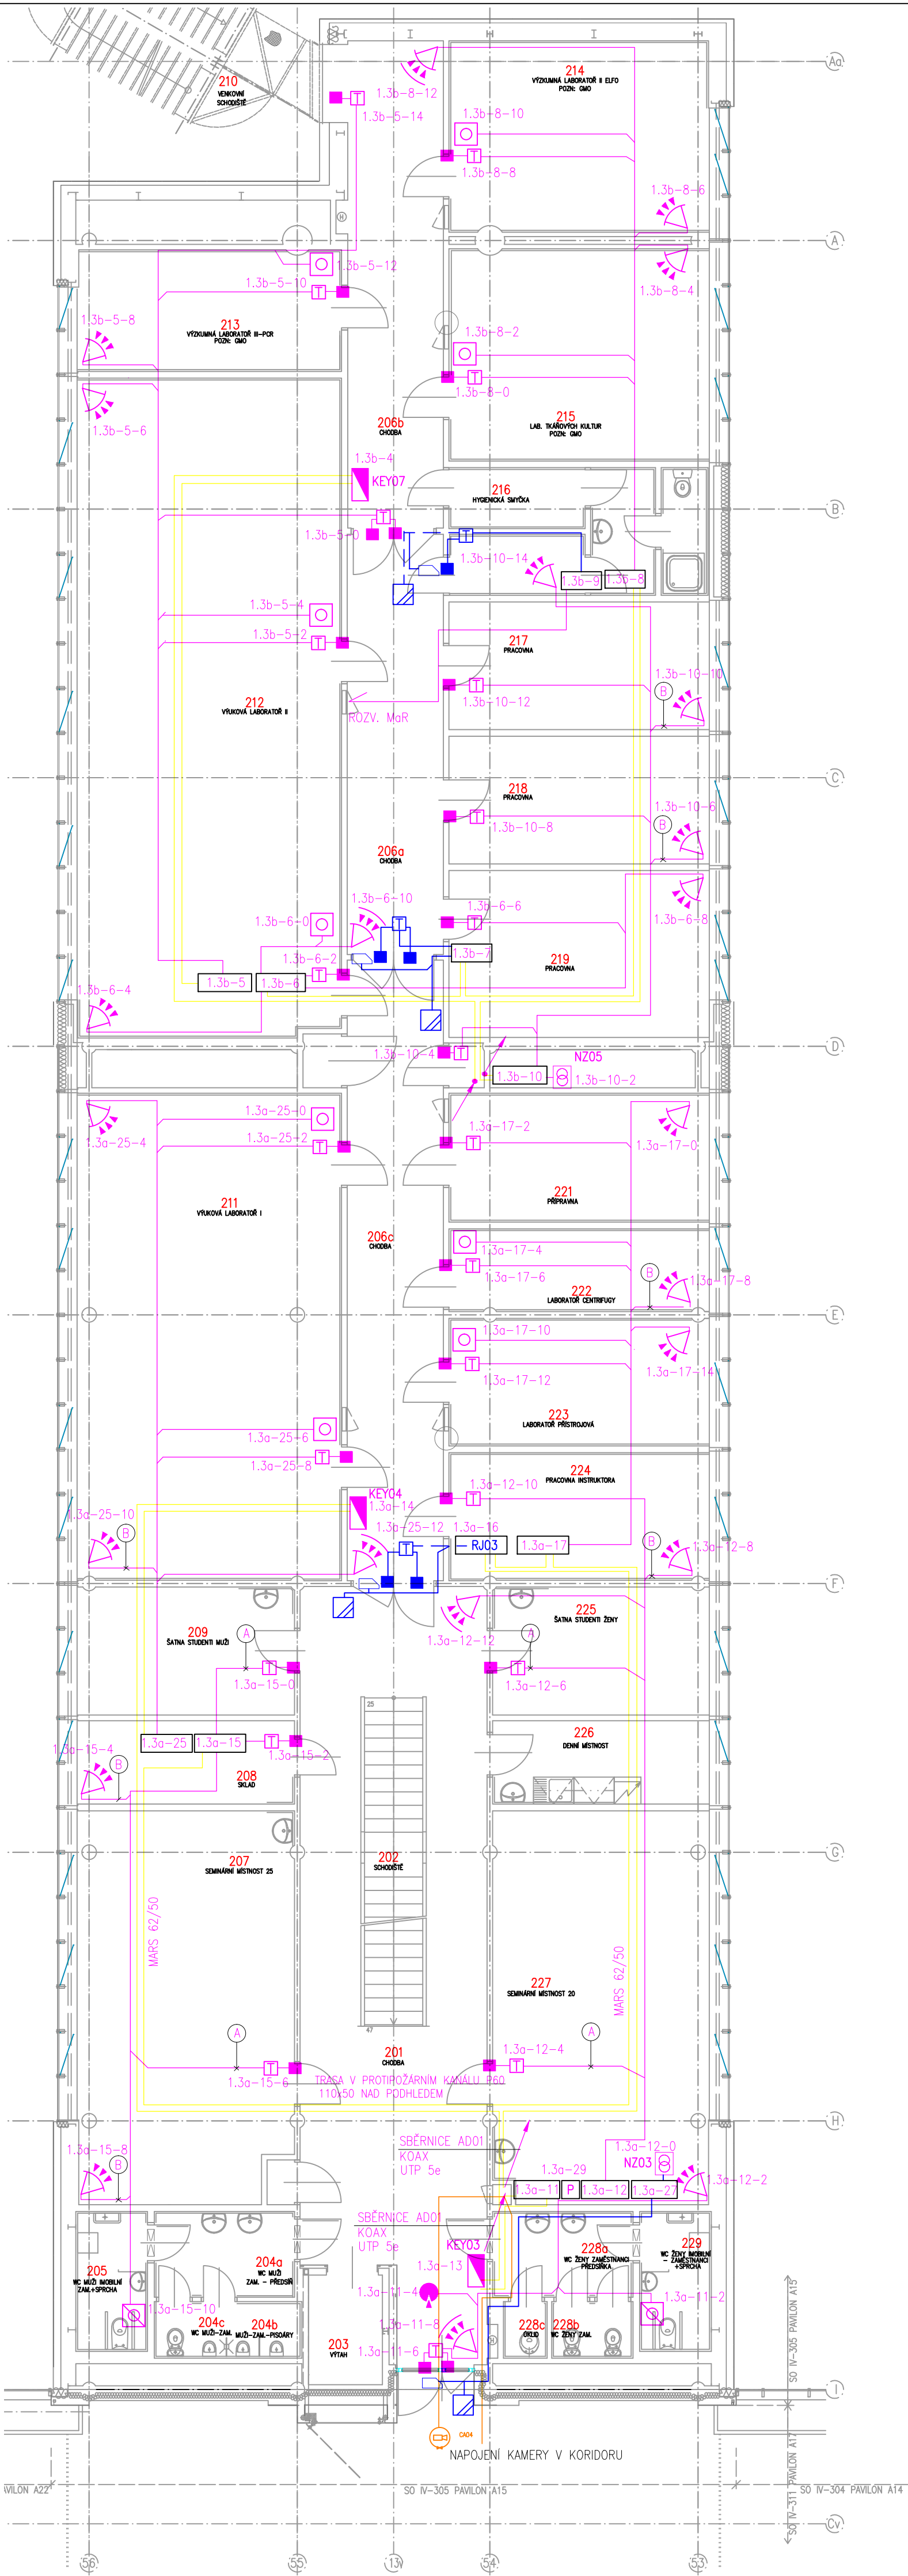 Aa
210
VENKOVNÍ
SCHODIŠTĚ
1.3b-8-12
1.3b-5-14
214
VÝZKUMNÁ LABORATOŘ II ELFO
POZN: GMO
1.3b-8-10
1.3b-8-8
1.3b-8-6
A
1.3b-5-12
1.3b-5-10
1.3b-8-4
1.3b-5-8
213
VÝZKUMNÁ LABORATOŘ III-PCR
POZN: GMO
1.3b-8-2
1.3b-8-0
1.3b-5-6
206b
CHODBA
215
LAB. TKÁŇOVÝCH KULTUR
POZN: GMO
1.3b-4
KEY07
216
HYGIENICKÁ SMYČKA
B
1.3b-5-0
1.3b-10-14
1.3b-9
1.3b-8
1.3b-5-4
1.3b-5-2
217
PRACOVNA
1.3b-10-10
B
1.3b-10-12
212
VÝUKOVÁ LABORATOŘ II
ROZV. MaR
C
218
PRACOVNA
1.3b-10-8
1.3b-10-6
B
206a
CHODBA
1.3b-6-10
1.3b-6-6
1.3b-6-8
1.3b-6-0
1.3b-6-2
1.3b-7
219
PRACOVNA
1.3b-5
1.3b-6
1.3b-6-4
D
1.3b-10-4
NZ05
1.3b-10
1.3b-10-2
1.3a-25-0
1.3a-25-2
1.3a-25-4
1.3a-17-2
1.3a-17-0
211
VÝUKOVÁ LABORATOŘ I
221
PŘÍPRAVNA
206c
CHODBA
1.3a-17-4
1.3a-17-6
222
LABORATOŘ CENTRIFUGY
B
1.3a-17-8
E
1.3a-17-10
1.3a-17-12
1.3a-17-14
223
LABORATOŘ PŘÍSTROJOVÁ
1.3a-25-6
1.3a-25-8
224
PRACOVNA INSTRUKTORA
1.3a-12-10
KEY04
1.3a-14
1.3a-25-10
B
1.3a-25-12
1.3a-16
RJ03
1.3a-17
B
1.3a-12-8
F
209
ŠATNA STUDENTI MUŽI
A
1.3a-15-0
1.3a-12-12
225
ŠATNA STUDENTI ŽENY
A
1.3a-12-6
25
1.3a-25
1.3a-15
1.3a-15-2
1.3a-15-4
B
208
SKLAD
226
DENNÍ MÍSTNOST
G
207
SEMINÁRNÍ MÍSTNOST 25
202
SCHODIŠTĚ
MARS 62/50
227
SEMINÁRNÍ MÍSTNOST 20
MARS 62/50
47
A
1.3a-15-6
201
CHODBA
1.3a-12-4
A
TRASA V PROTIPOŽÁRNÍM KANÁLU P60
110x50 NAD PODHLEDEM
H
1.3a-15-8
B
SBĚRNICE AD01
KOAX
UTP 5e
1.3a-12-0
NZ03
1.3a-29
1.3a-11
P
1.3a-12
1.3a-27
1.3a-12-2
SBĚRNICE AD01
KOAX
UTP 5e
KEY03
1.3a-13
205
WC MUŽI IMOBILNÍ
ZAM.+SPRCHA
204a
WC MUŽI
ZAM. - PŘEDSÍŇ
228a
WC ŽENY ZAMĚSTNANCI
PŘEDSÍŇKA
229
WC ŽENY IMOBILNÍ
- ZAMĚSTNANCI
+SPRCHA
1.3a-15-10
204c
WC MUŽI-ZAM.
204b
MUŽI-ZAM.-PISOÁRY
1.3a-11-4
1.3a-11-8
1.3a-11-6
1.3a-11-2
228c
ÚKLID
228b
WC ŽENY ZAM.
203
VÝTAH
I
CA04
NAPOJENÍ KAMERY V KORIDORU
SO IV-305 PAVILON A15
SO IV-311 PAVILON A17
PAVILON A22
SO IV-305 PAVILON A15
SO IV-304 PAVILON A14
Cv
56
55
13
54
53